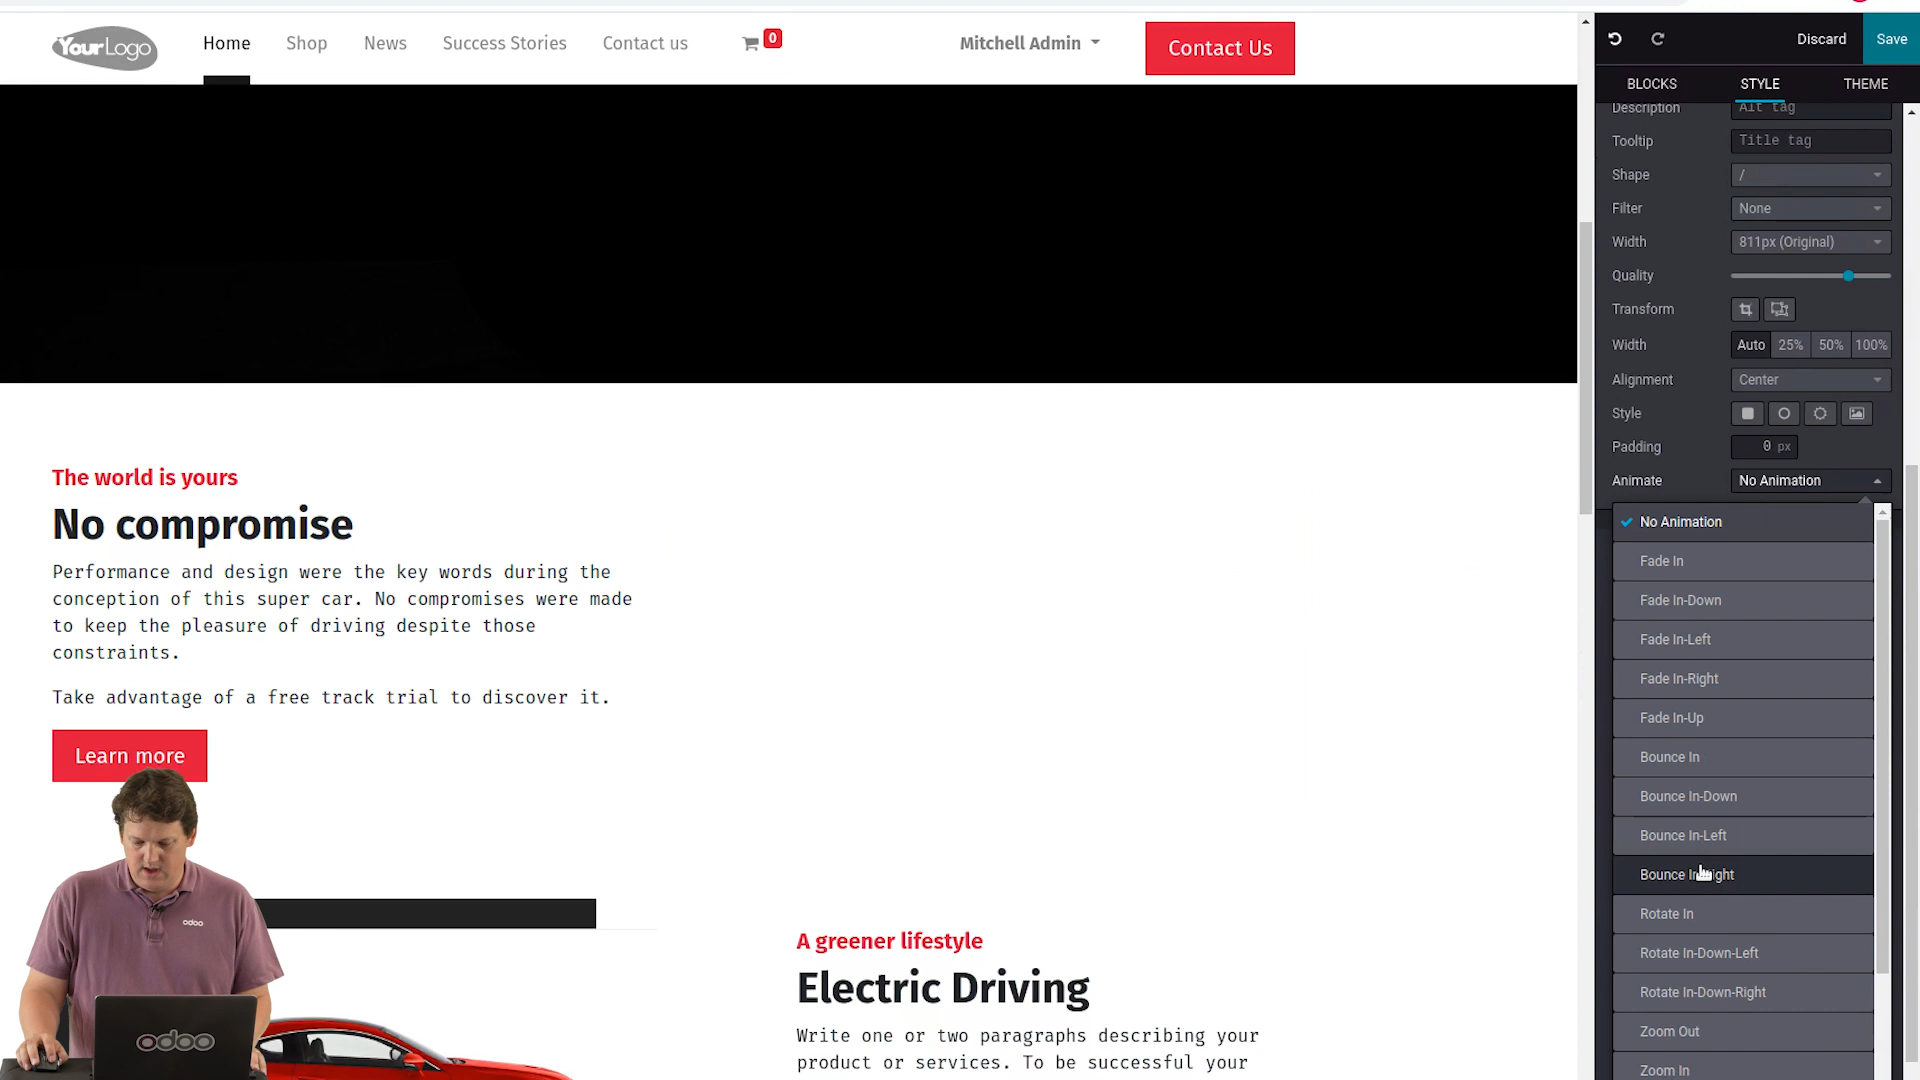 YourLogo
Home
Shop
News
Success Stories
Contact us
0
Mitchell Admin
Contact Us
Discard
Save
BLOCKS
STYLE
THEME
Description
Alt tag
Tooltip
Title tag
Shape
/
Filter
None
Width
811px (Original)
Quality
Transform
Width
Auto
25%
50%
100%
Alignment
Center
Style
Padding
0 px
Animate
No Animation
No Animation
Fade In
Fade In-Down
Fade In-Left
Fade In-Right
Fade In-Up
Bounce In
Bounce In-Down
Bounce In-Left
Bounce In-Right
Rotate In
Rotate In-Down-Left
Rotate In-Down-Right
Zoom Out
Zoom In
The world is yours
No compromise
Performance and design were the key words during the
conception of this super car. No compromises were made
to keep the pleasure of driving despite those
constraints.
Take advantage of a free track trial to discover it.
Learn more
odoo
odoo
A greener lifestyle
Electric Driving
Write one or two paragraphs describing your
product or services. To be successful your